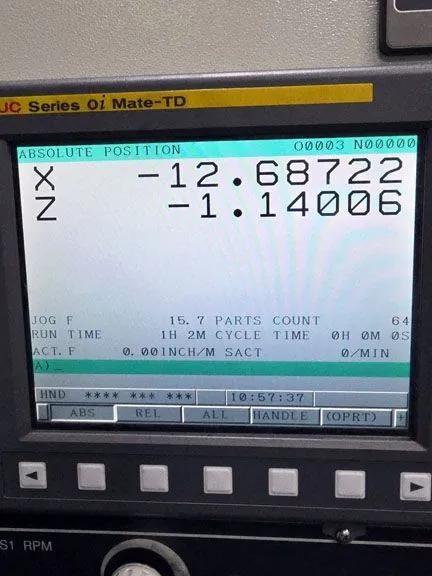 UC Series 0i Mate-TD
ABSOLUTE POSITION O0003 N00000
X -12.68722
Z -1.14006
JOG F 15.7 PARTS COUNT 64
RUN TIME 1H 2M CYCLE TIME 0H 0M 0S
ACT.F 0.00INCH/M SACT 0/MIN
A)_
HND **** *** *** 10:57:37
ABS REL ALL HANDLE (OPRT) +
S1 RPM